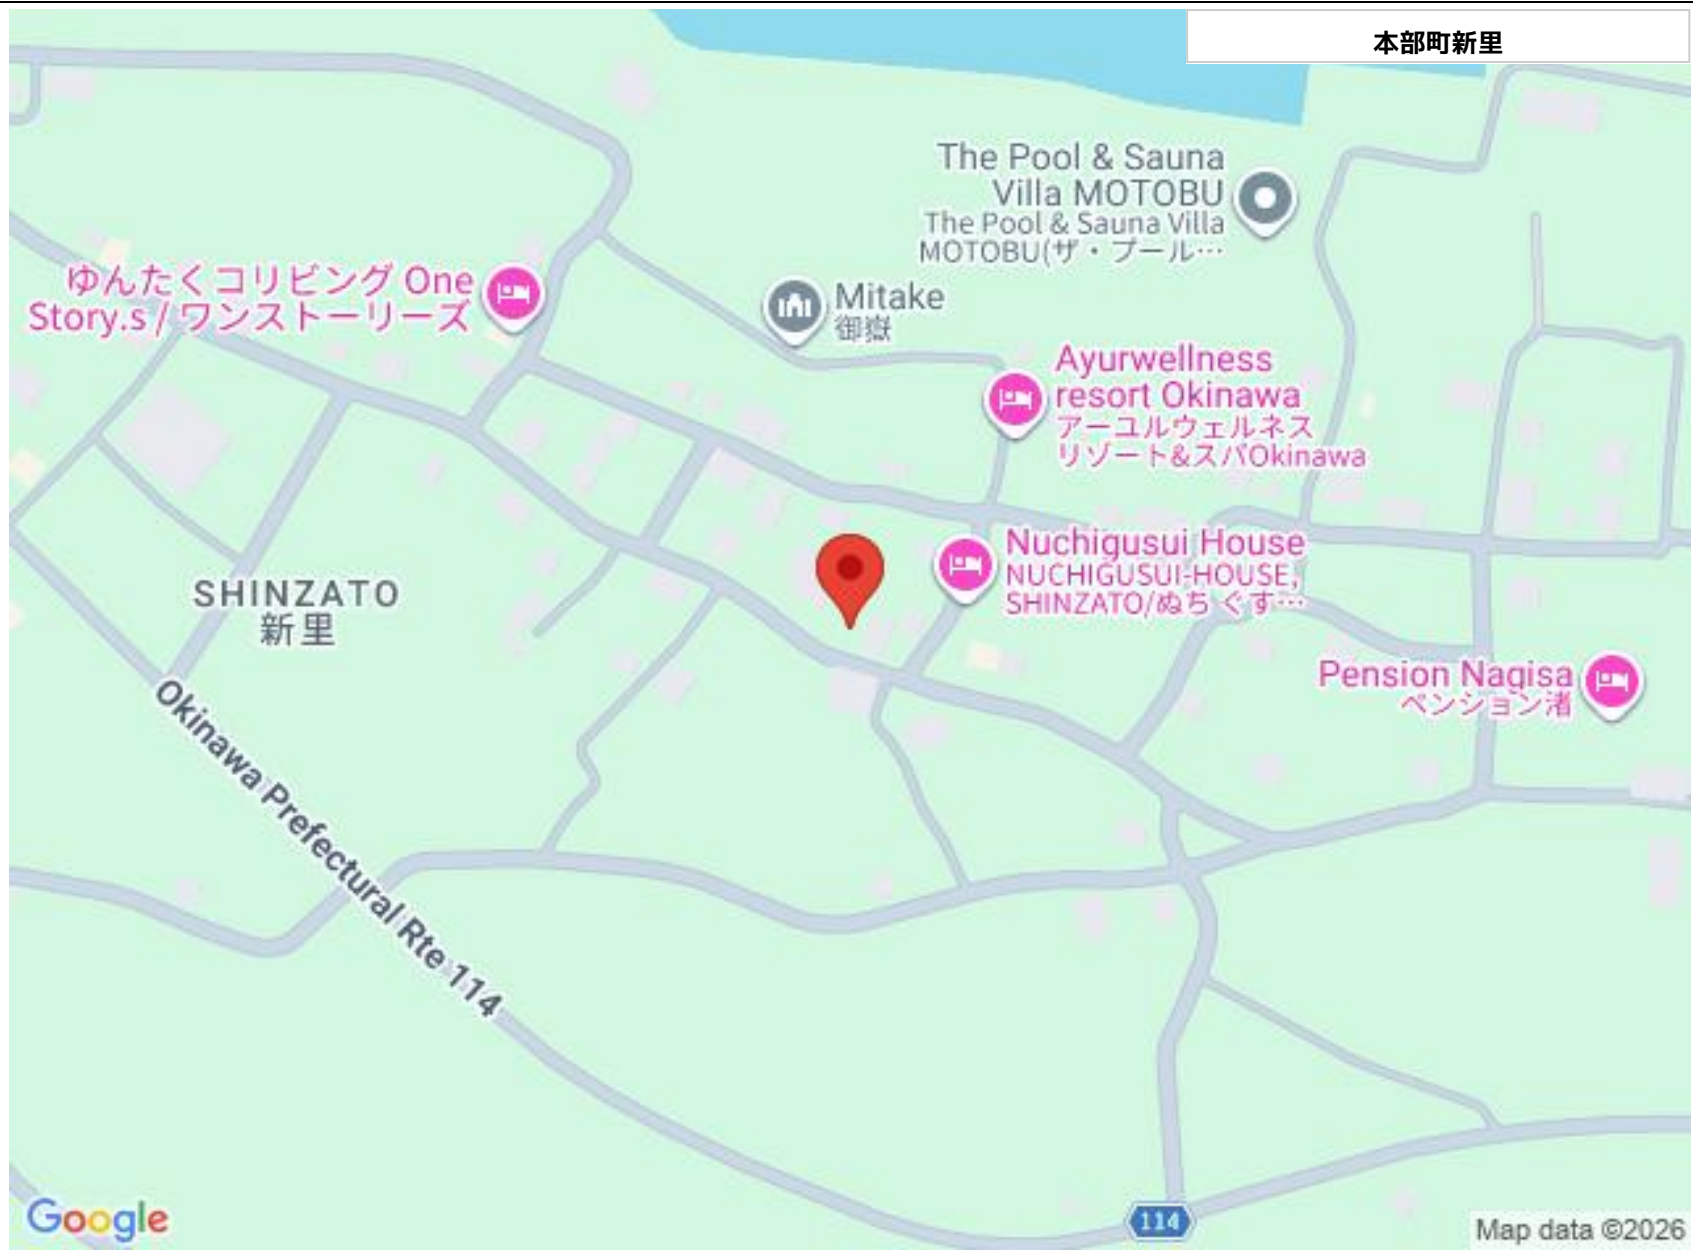 本部町新里
The Pool & Sauna
Villa MOTOBU
The Pool & Sauna Villa
MOTOBU(ザ・プール…
ゆんたくコリビング One
Story.s / ワンストーリーズ
Mitake
御嶽
Ayurwellness
resort Okinawa
アーユルウェルネス
リゾート&スパOkinawa
Nuchigusui House
NUCHIGUSUI-HOUSE,
SHINZATO/ぬち ぐす…
SHINZATO
新里
Pension Nagisa
ペンション渚
Okinawa Prefectural Rte 114
114
Google
Map data ©2026